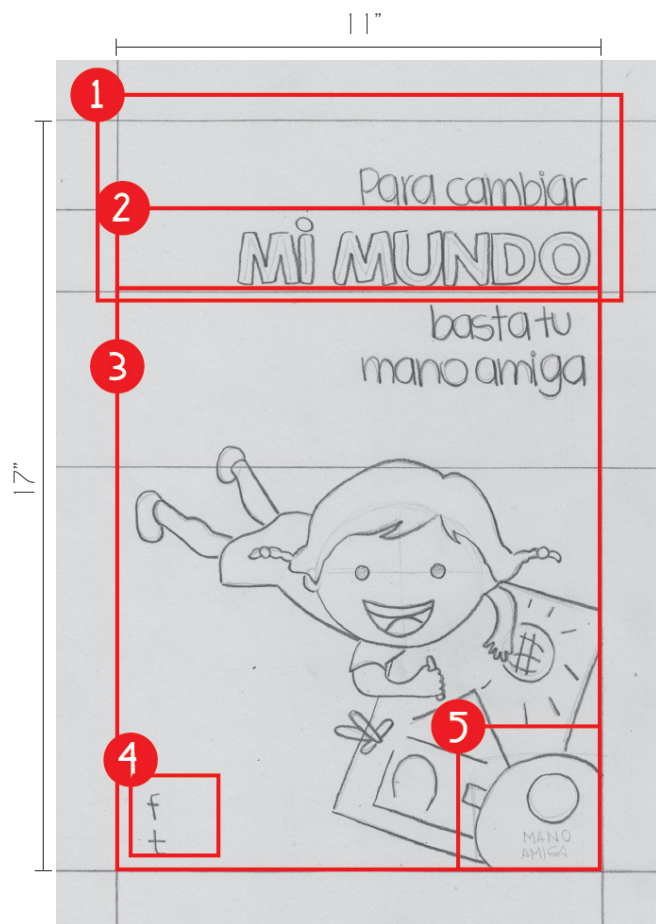 11"
1
Para cambiar
2
MI MUNDO
basta tu
3
mano amiga
17"
5
4
f
t
MANO
AMIGA